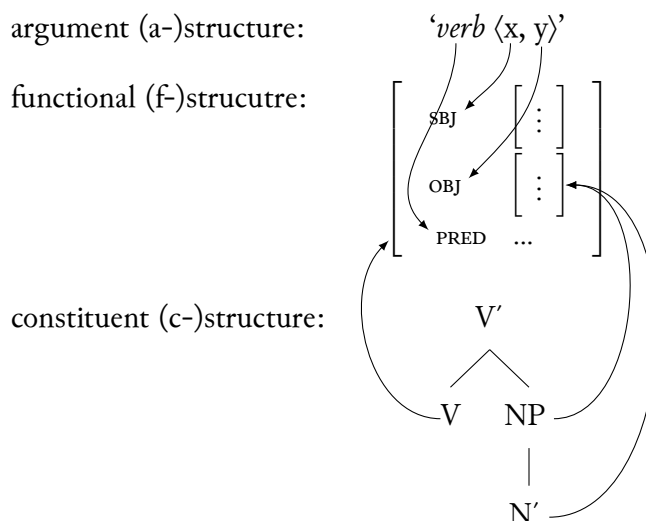 argument (a-)structure: ‘verb ⟨x, y⟩’
functional (f-)strucutre:
SBJ [⋮]
OBJ [⋮]
PRED ...
constituent (c-)structure:
V′
V NP
N′